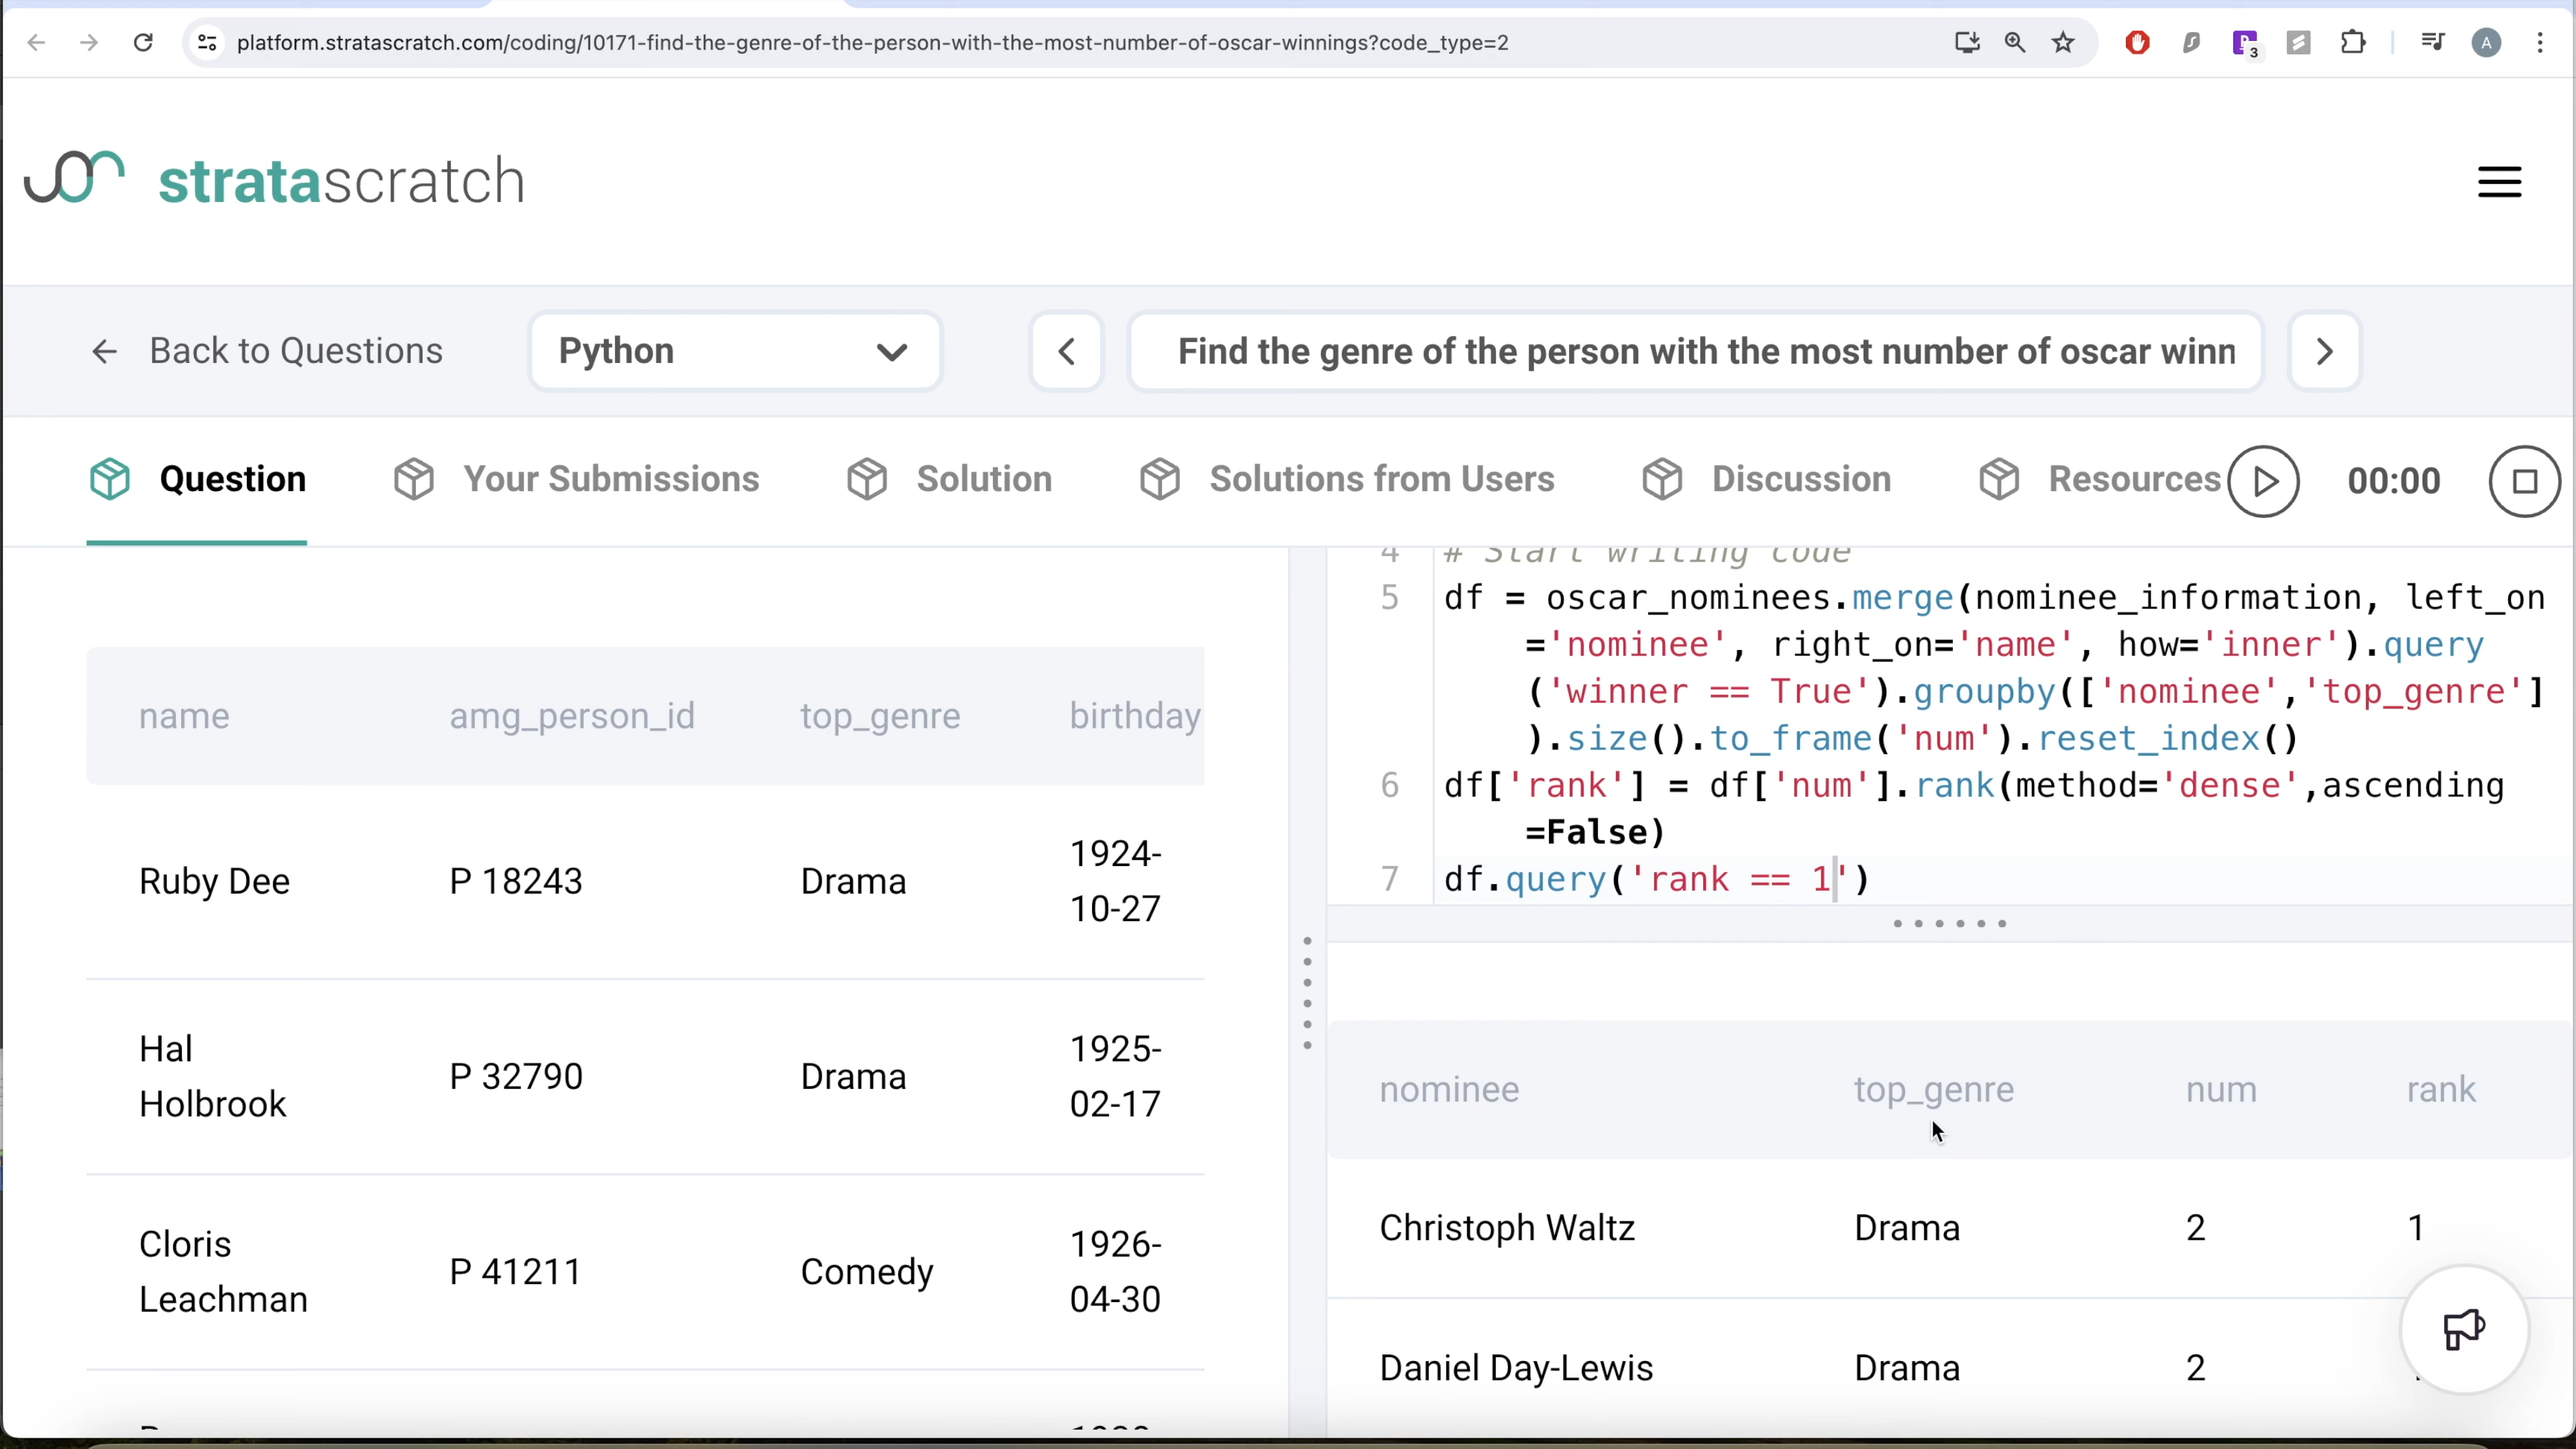 platform.stratascratch.com/coding/10171-find-the-genre-of-the-person-with-the-most-number-of-oscar-winnings?code_type=2
3
A
stratascratch
Back to Questions
Python
Find the genre of the person with the most number of oscar winn
Question
Your Submissions
Solution
Solutions from Users
Discussion
Resources
00:00
name amg_person_id top_genre birthday
Ruby Dee P 18243 Drama 1924-
10-27
Hal
Holbrook P 32790 Drama 1925-
02-17
Cloris
Leachman P 41211 Comedy 1926-
04-30
4 # Start writing code
5 df = oscar_nominees.merge(nominee_information, left_on
='nominee', right_on='name', how='inner').query
('winner == True').groupby(['nominee','top_genre']
).size().to_frame('num').reset_index()
6 df['rank'] = df['num'].rank(method='dense',ascending
=False)
7 df.query('rank == 1')
nominee top_genre num rank
Christoph Waltz Drama 2 1
Daniel Day-Lewis Drama 2